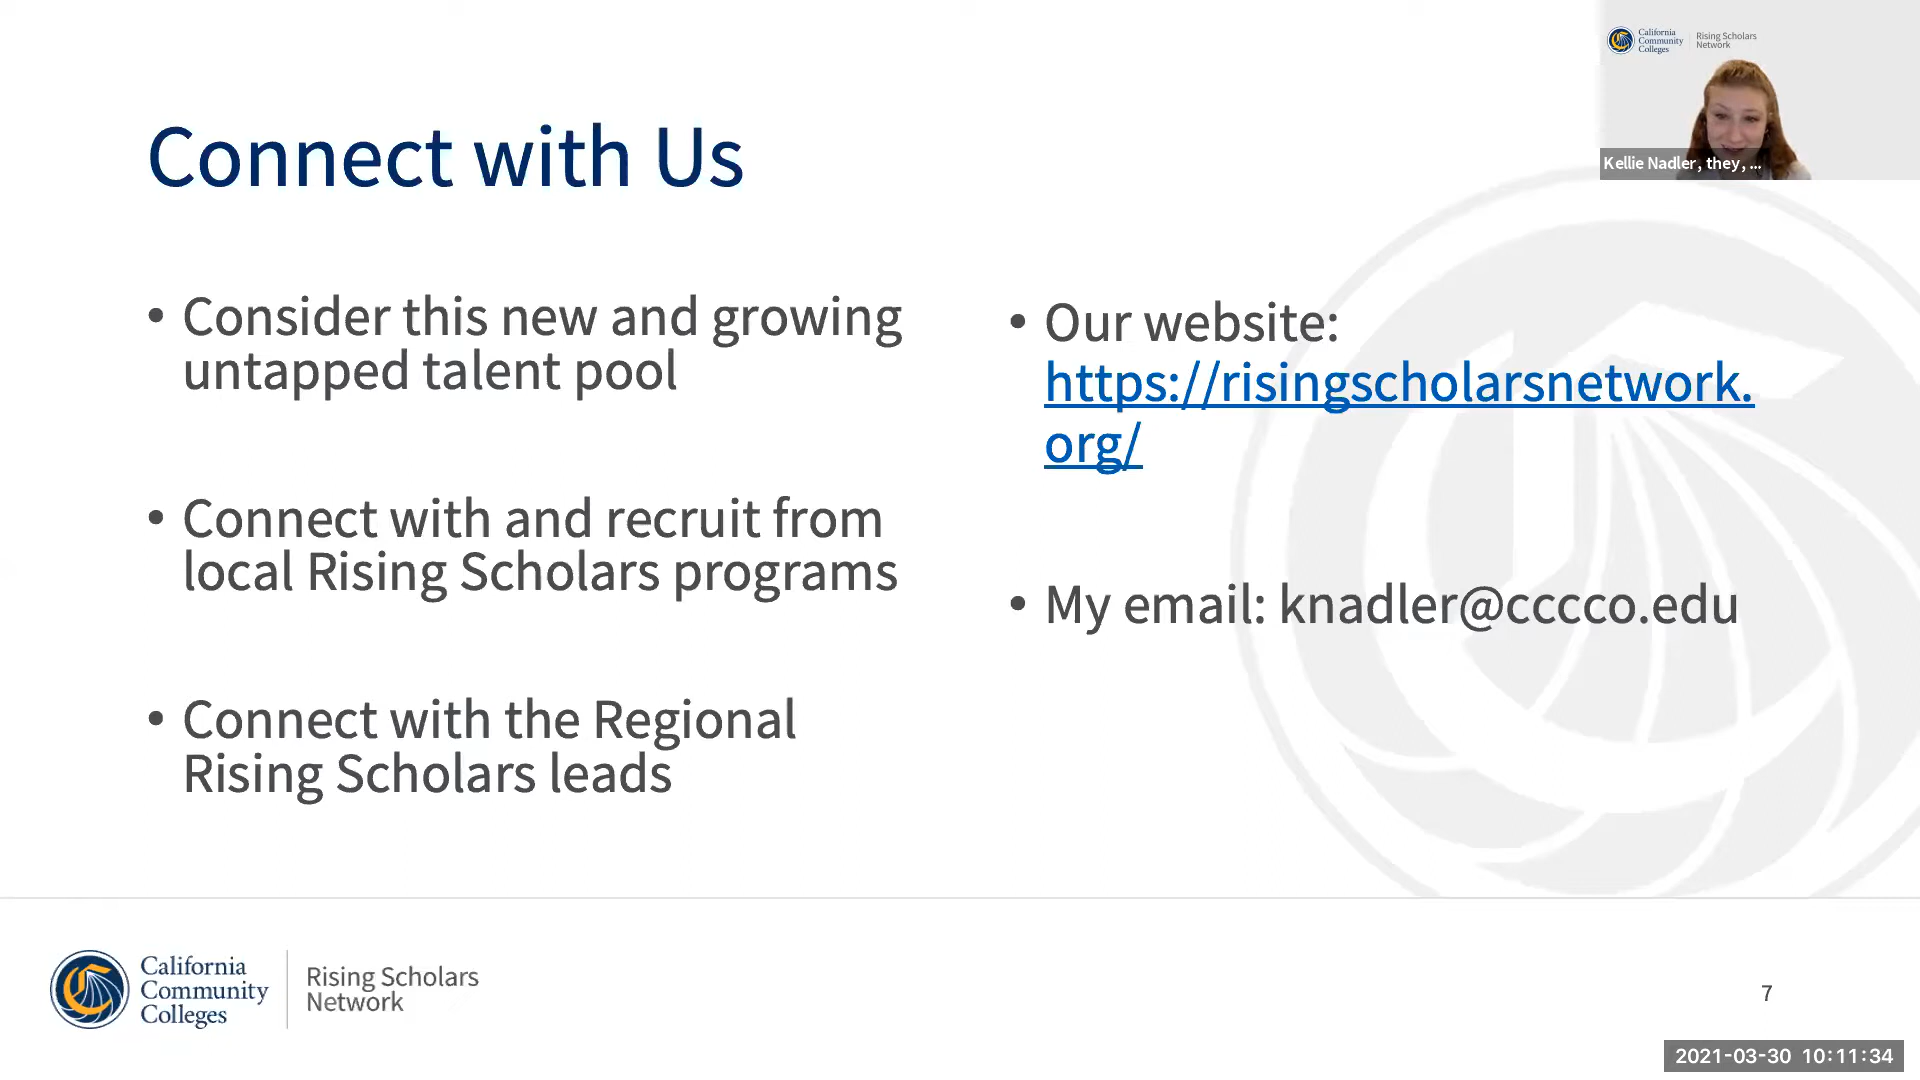 California
Community
Colleges
Rising Scholars
Network
Kellie Nadler, they, ...
Connect with Us
• Consider this new and growing
untapped talent pool
• Connect with and recruit from
local Rising Scholars programs
• Connect with the Regional
Rising Scholars leads
• Our website:
https://risingscholarsnetwork.
org/
• My email: knadler@cccco.edu
California
Community
Colleges
Rising Scholars
Network
7
2021-03-30 10:11:34